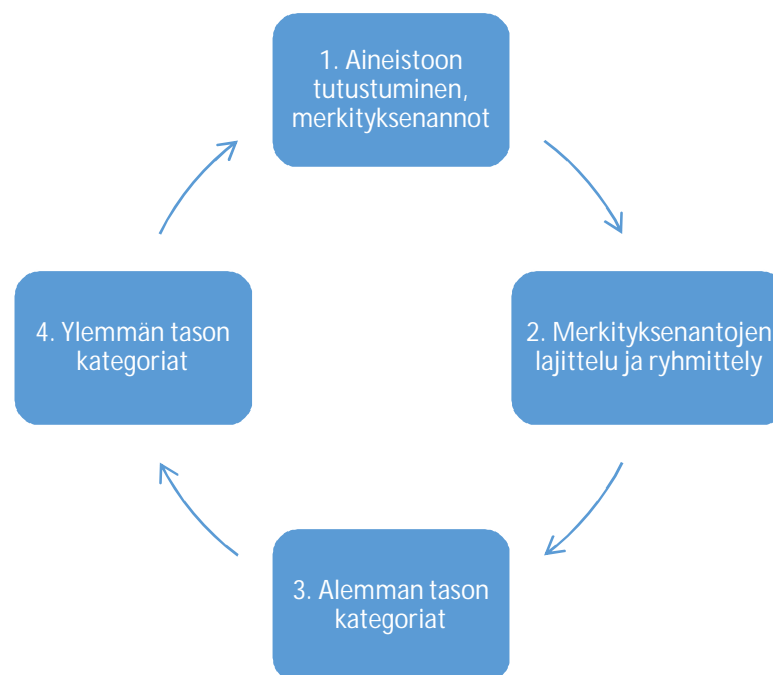 1. Aineistoon
tutustuminen,
merkityksenannot
2. Merkityksenantojen
lajittelu ja ryhmittely
3. Alemman tason
kategoriat
4. Ylemmän tason
kategoriat